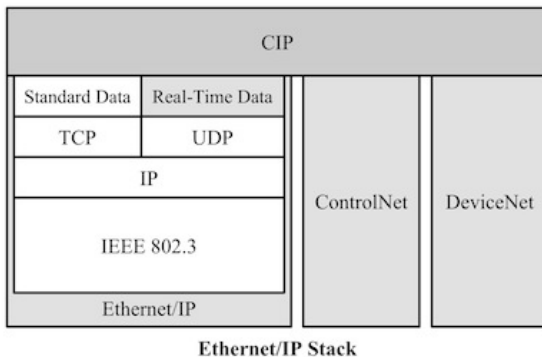 CIP
Standard Data
Real-Time Data
TCP
UDP
IP
IEEE 802.3
Ethernet/IP
ControlNet
DeviceNet
Ethernet/IP Stack